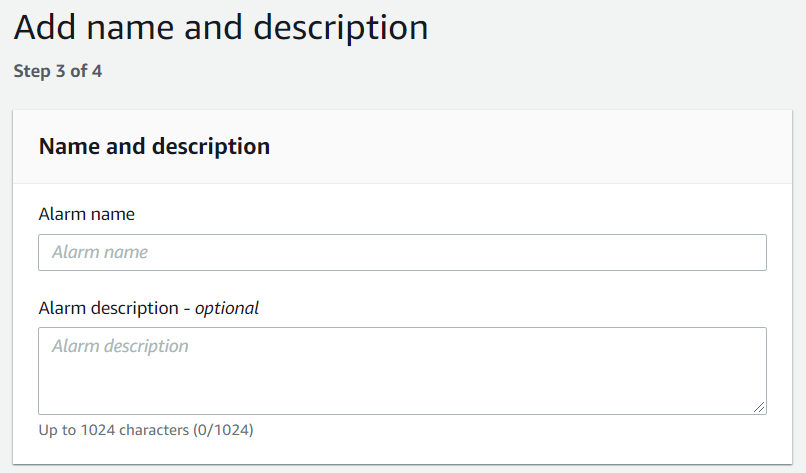 Add name and description
Step 3 of 4
Name and description
Alarm name
Alarm name
Alarm description - optional
Alarm description
Up to 1024 characters (0/1024)